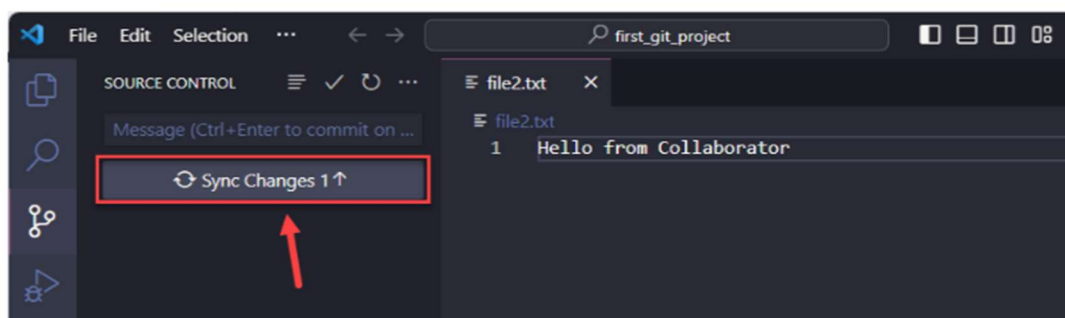 File Edit Selection ··· first_git_project
SOURCE CONTROL ···
file2.txt
Message (Ctrl+Enter to commit on ...
file2.txt
1 Hello from Collaborator
Sync Changes 1↑